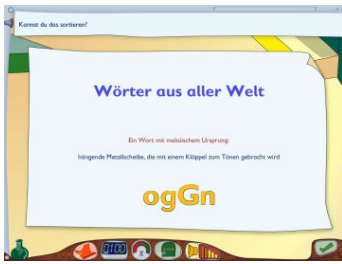 Kannst du das sortieren?
Wörter aus aller Welt
Ein Wort mit malaiischem Ursprung:
hängende Metallscheibe, die mit einem Klöppel zum Tönen gebracht wird
ogGn